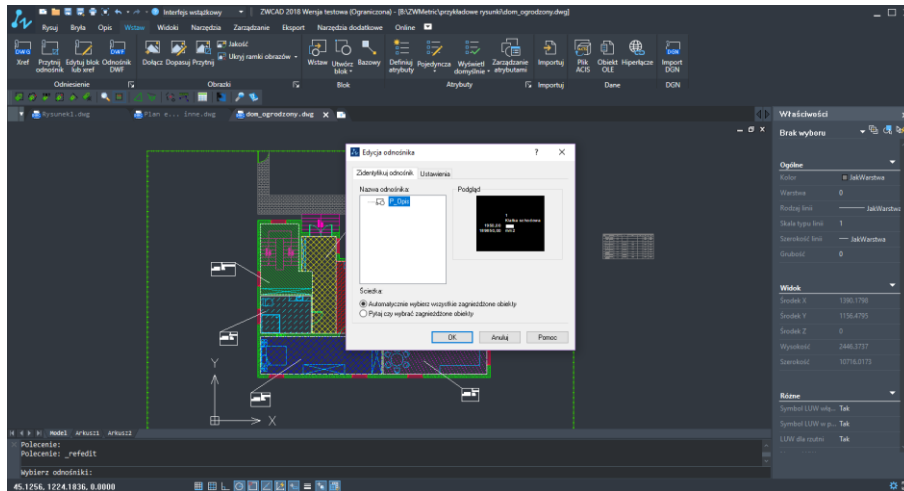 Interfejs wstążkowy ZWCAD 2018 Wersja testowa (Ograniczona) - [B:\ZWMetric\przykładowe rysunki\dom_ogrodzony.dwg]
Rysuj Bryła Opis Wstaw Widoki Narzędzia Zarządzanie Eksport Narzędzia dodatkowe Online
Xref Przytnij odnośnik Edytuj blok lub xref Odnośnik DWF Dołącz Dopasuj Przytnij Jakość
Ukryj ramki obrazów
Wstaw Utwórz blok Bazowy Definiuj atrybuty Pojedyncza Wyświetl domyślnie Zarządzanie atrybutami Importuj Plik ACIS Obiekt OLE Hiperłącze Import DGN
Odniesienie Obrazki Blok Atrybuty Importuj Dane DGN
Rysunek1.dwg Plan e... inne.dwg dom_ogrodzony.dwg
Edycja odnośnika
Zidentyfikuj odnośnik Ustawienia
Nazwa odnośnika: Podgląd
P_Opis
Ścieżka:
Automatycznie wybierz wszystkie zagnieżdżone obiekty
Pytaj czy wybrać zagnieżdżone obiekty
OK Anuluj Pomoc
Y
X
Właściwości
Brak wyboru
Ogólne
Kolor JakWarstwa
Warstwa 0
Rodzaj linii JakWarstwa
Skala typu linii 1
Szerokość linii JakWarstwa
Grubość 0
Widok
Środek X 1390.1798
Środek Y 1156.4795
Środek Z 0
Wysokość 2446.3737
Szerokość 10716.0173
Różne
Symbol LUW włą... Tak
Symbol LUW w p... Tak
LUW dla rzutni Tak
Model Arkusz1 Arkusz2
Polecenie:
Polecenie: _refedit
Wybierz odnośniki:
45.1256, 1224.1836, 0.0000